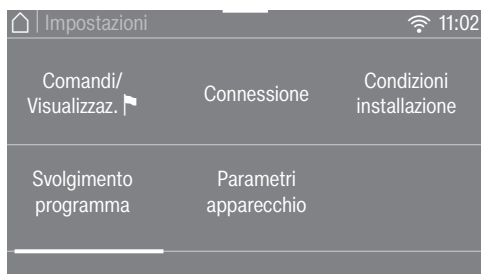 Impostazioni 11:02
Comandi/
Visualizzaz.
Connessione
Condizioni
installazione
Svolgimento
programma
Parametri
apparecchio